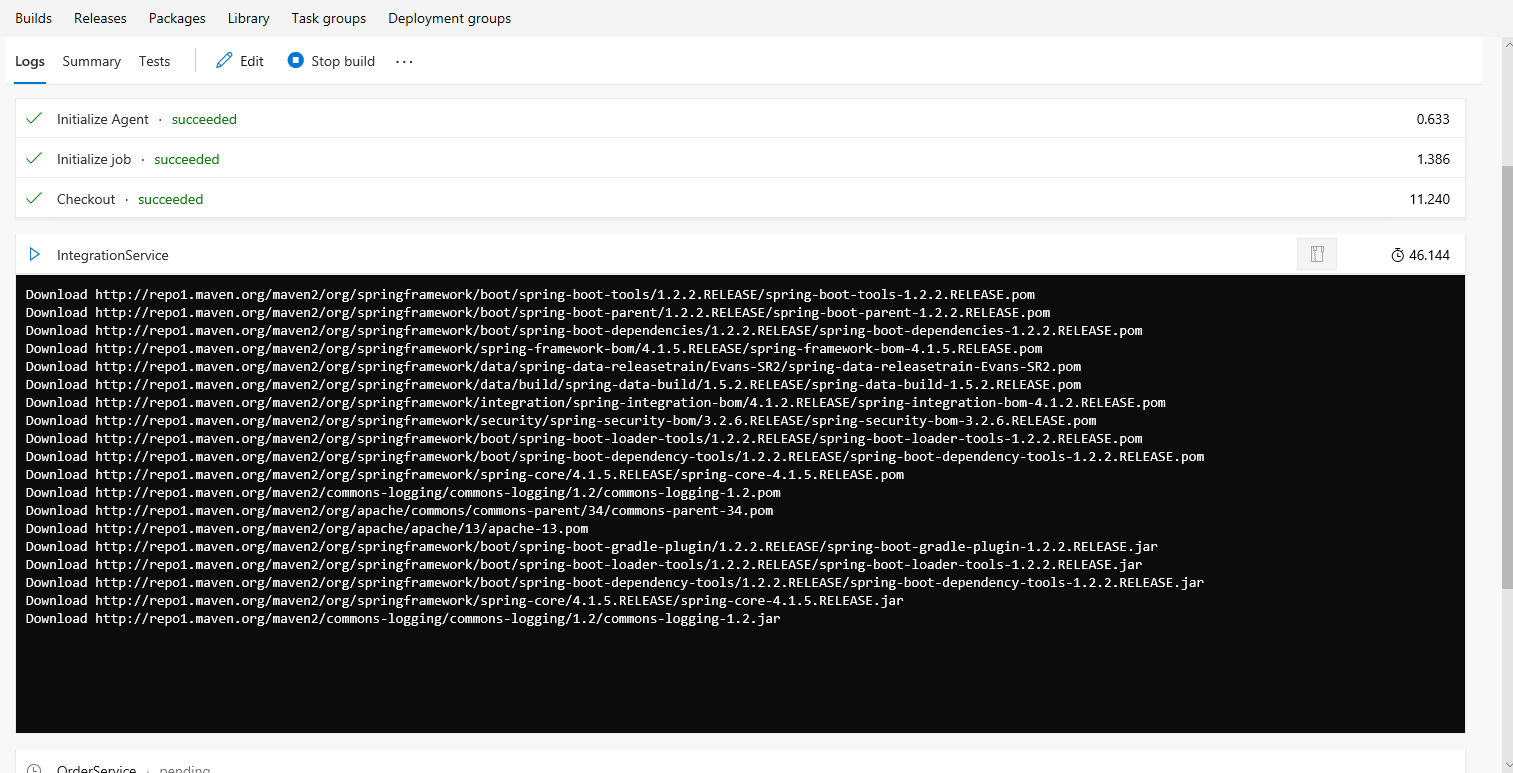 Builds Releases Packages Library Task groups Deployment groups
Logs Summary Tests Edit Stop build ...
Initialize Agent · succeeded 0.633
Initialize job · succeeded 1.386
Checkout · succeeded 11.240
IntegrationService 46.144
Download http://repo1.maven.org/maven2/org/springframework/boot/spring-boot-tools/1.2.2.RELEASE/spring-boot-tools-1.2.2.RELEASE.pom
Download http://repo1.maven.org/maven2/org/springframework/boot/spring-boot-parent/1.2.2.RELEASE/spring-boot-parent-1.2.2.RELEASE.pom
Download http://repo1.maven.org/maven2/org/springframework/boot/spring-boot-dependencies/1.2.2.RELEASE/spring-boot-dependencies-1.2.2.RELEASE.pom
Download http://repo1.maven.org/maven2/org/springframework/spring-framework-bom/4.1.5.RELEASE/spring-framework-bom-4.1.5.RELEASE.pom
Download http://repo1.maven.org/maven2/org/springframework/data/spring-data-releasetrain/Evans-SR2/spring-data-releasetrain-Evans-SR2.pom
Download http://repo1.maven.org/maven2/org/springframework/data/build/spring-data-build/1.5.2.RELEASE/spring-data-build-1.5.2.RELEASE.pom
Download http://repo1.maven.org/maven2/org/springframework/integration/spring-integration-bom/4.1.2.RELEASE/spring-integration-bom-4.1.2.RELEASE.pom
Download http://repo1.maven.org/maven2/org/springframework/security/spring-security-bom/3.2.6.RELEASE/spring-security-bom-3.2.6.RELEASE.pom
Download http://repo1.maven.org/maven2/org/springframework/boot/spring-boot-loader-tools/1.2.2.RELEASE/spring-boot-loader-tools-1.2.2.RELEASE.pom
Download http://repo1.maven.org/maven2/org/springframework/boot/spring-boot-dependency-tools/1.2.2.RELEASE/spring-boot-dependency-tools-1.2.2.RELEASE.pom
Download http://repo1.maven.org/maven2/org/springframework/spring-core/4.1.5.RELEASE/spring-core-4.1.5.RELEASE.pom
Download http://repo1.maven.org/maven2/commons-logging/commons-logging/1.2/commons-logging-1.2.pom
Download http://repo1.maven.org/maven2/org/apache/commons/commons-parent/34/commons-parent-34.pom
Download http://repo1.maven.org/maven2/org/apache/apache/13/apache-13.pom
Download http://repo1.maven.org/maven2/org/springframework/boot/spring-boot-gradle-plugin/1.2.2.RELEASE/spring-boot-gradle-plugin-1.2.2.RELEASE.jar
Download http://repo1.maven.org/maven2/org/springframework/boot/spring-boot-loader-tools/1.2.2.RELEASE/spring-boot-loader-tools-1.2.2.RELEASE.jar
Download http://repo1.maven.org/maven2/org/springframework/boot/spring-boot-dependency-tools/1.2.2.RELEASE/spring-boot-dependency-tools-1.2.2.RELEASE.jar
Download http://repo1.maven.org/maven2/org/springframework/spring-core/4.1.5.RELEASE/spring-core-4.1.5.RELEASE.jar
Download http://repo1.maven.org/maven2/commons-logging/commons-logging/1.2/commons-logging-1.2.jar
OrderService · pending